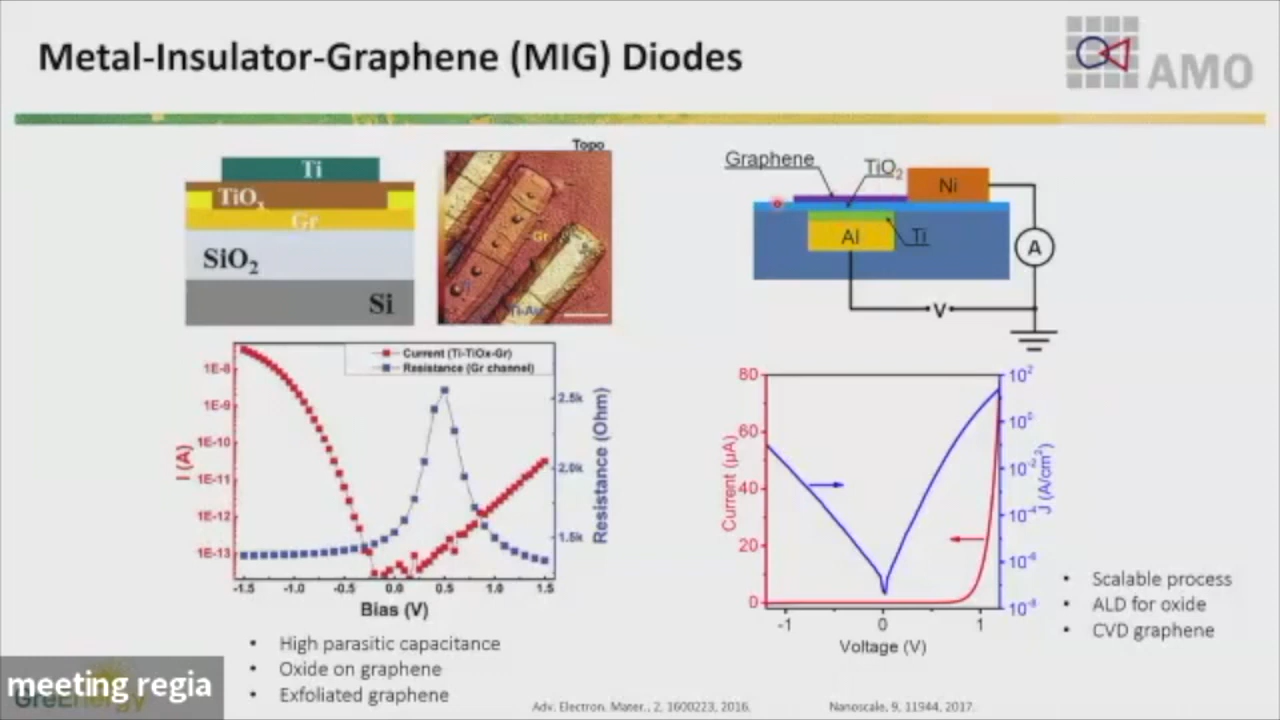 Metal-Insulator-Graphene (MIG) Diodes
AMO
Ti
TiOx
Gr
SiO2
Si
Topo
Gr
Ti-Au
Graphene
TiO2
Ni
Al
Ti
A
V
Current (Ti-TiOx-Gr)
Resistance (Gr channel)
I (A)
1E-8
1E-9
1E-10
1E-11
1E-12
1E-13
2.5k
2.0k
1.5k
Resistance (Ohm)
-1.5 -1.0 -0.5 0.0 0.5 1.0 1.5
Bias (V)
Current (µA)
80
60
40
20
0
10^2
10^0
10^-2
10^-4
10^-6
10^-8
J (A/cm²)
-1 0 1
Voltage (V)
• High parasitic capacitance
• Oxide on graphene
• Exfoliated graphene
• Scalable process
• ALD for oxide
• CVD graphene
meeting regia
GreEnergy
Adv. Electron. Mater., 2, 1600223, 2016.
Nanoscale, 9, 11944, 2017.